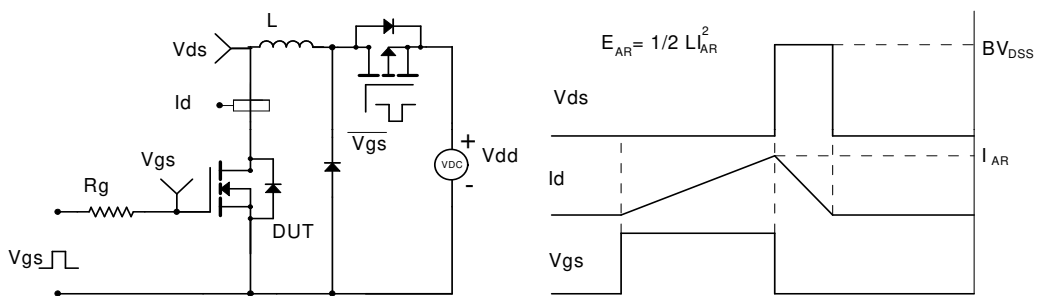 L
Vds
Id
Vgs
Vgs
Rg
DUT
Vgs
VDC
+
-
Vdd
E_AR= 1/2 LI_AR^2
BV_DSS
Vds
I_AR
Id
Vgs